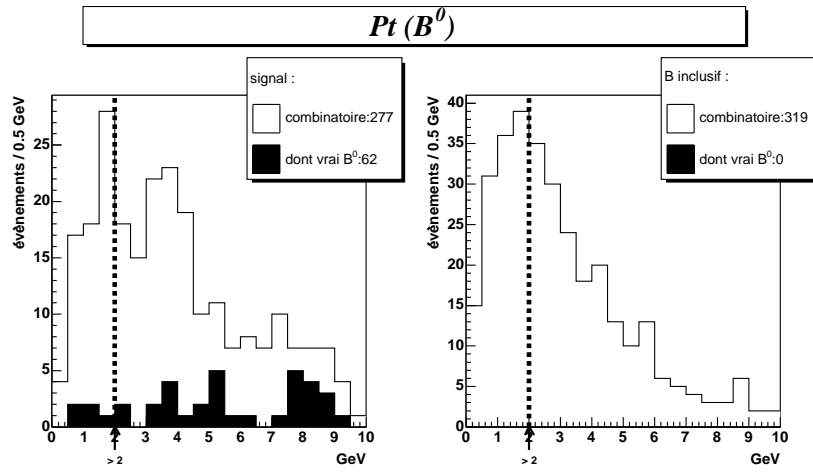 Pt (B⁰)
signal :
combinatoire:277
dont vrai B⁰:62
évènements / 0.5 GeV
25
20
15
10
5
0
0 1 2 3 4 5 6 7 8 9 10
GeV
> 2
B inclusif :
combinatoire:319
dont vrai B⁰:0
évènements / 0.5 GeV
40
35
30
25
20
15
10
5
0
0 1 2 3 4 5 6 7 8 9 10
GeV
> 2